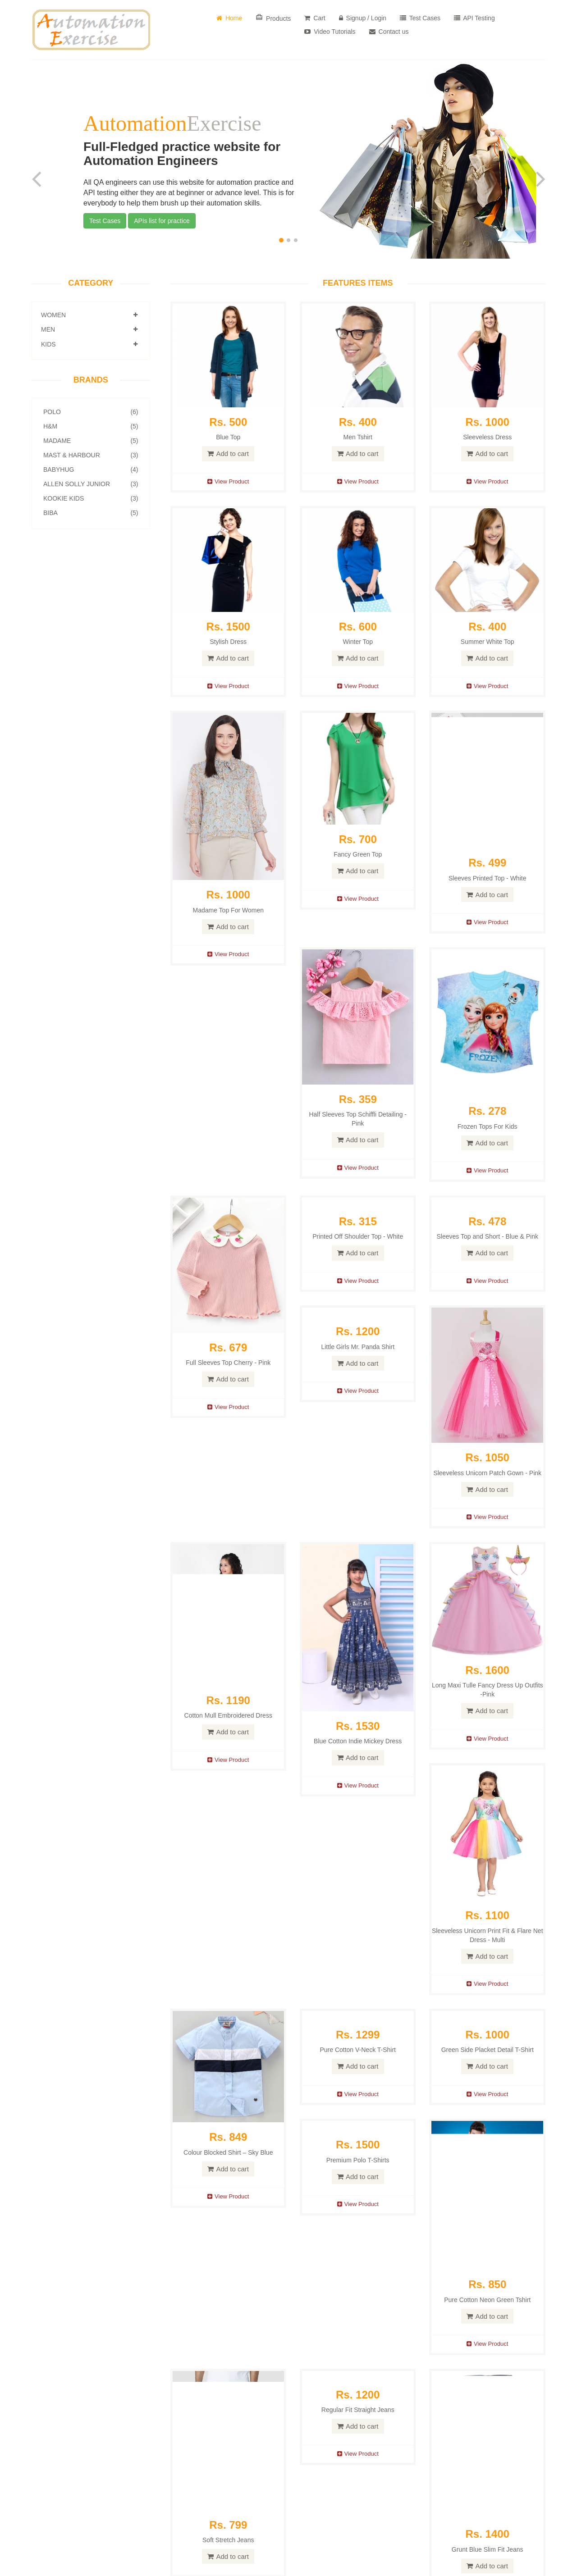 Automation
Exercise
Home
Products
Cart
Signup / Login
Test Cases
API Testing
Video Tutorials
Contact us
AutomationExercise
Full-Fledged practice website for
Automation Engineers
All QA engineers can use this website for automation practice and
API testing either they are at beginner or advance level. This is for
everybody to help them brush up their automation skills.
Test Cases
APIs list for practice
CATEGORY
WOMEN
MEN
KIDS
BRANDS
POLO (6)
H&M (5)
MADAME (5)
MAST & HARBOUR (3)
BABYHUG (4)
ALLEN SOLLY JUNIOR (3)
KOOKIE KIDS (3)
BIBA (5)
FEATURES ITEMS
Rs. 500
Blue Top
Add to cart
View Product
Rs. 400
Men Tshirt
Add to cart
View Product
Rs. 1000
Sleeveless Dress
Add to cart
View Product
Rs. 1500
Stylish Dress
Add to cart
View Product
Rs. 600
Winter Top
Add to cart
View Product
Rs. 400
Summer White Top
Add to cart
View Product
Rs. 1000
Madame Top For Women
Add to cart
View Product
Rs. 700
Fancy Green Top
Add to cart
View Product
Rs. 499
Sleeves Printed Top - White
Add to cart
View Product
Rs. 359
Half Sleeves Top Schiffli Detailing -
Pink
Add to cart
View Product
FROZEN
Rs. 278
Frozen Tops For Kids
Add to cart
View Product
Rs. 679
Full Sleeves Top Cherry - Pink
Add to cart
View Product
Rs. 315
Printed Off Shoulder Top - White
Add to cart
View Product
Rs. 478
Sleeves Top and Short - Blue & Pink
Add to cart
View Product
Rs. 1200
Little Girls Mr. Panda Shirt
Add to cart
View Product
Rs. 1050
Sleeveless Unicorn Patch Gown - Pink
Add to cart
View Product
Rs. 1190
Cotton Mull Embroidered Dress
Add to cart
View Product
Rs. 1530
Blue Cotton Indie Mickey Dress
Add to cart
View Product
Rs. 1600
Long Maxi Tulle Fancy Dress Up Outfits
-Pink
Add to cart
View Product
Rs. 1100
Sleeveless Unicorn Print Fit & Flare Net
Dress - Multi
Add to cart
View Product
Rs. 849
Colour Blocked Shirt – Sky Blue
Add to cart
View Product
Rs. 1299
Pure Cotton V-Neck T-Shirt
Add to cart
View Product
Rs. 1000
Green Side Placket Detail T-Shirt
Add to cart
View Product
Rs. 1500
Premium Polo T-Shirts
Add to cart
View Product
Rs. 850
Pure Cotton Neon Green Tshirt
Add to cart
View Product
Rs. 799
Soft Stretch Jeans
Add to cart
Rs. 1200
Regular Fit Straight Jeans
Add to cart
View Product
Rs. 1400
Grunt Blue Slim Fit Jeans
Add to cart